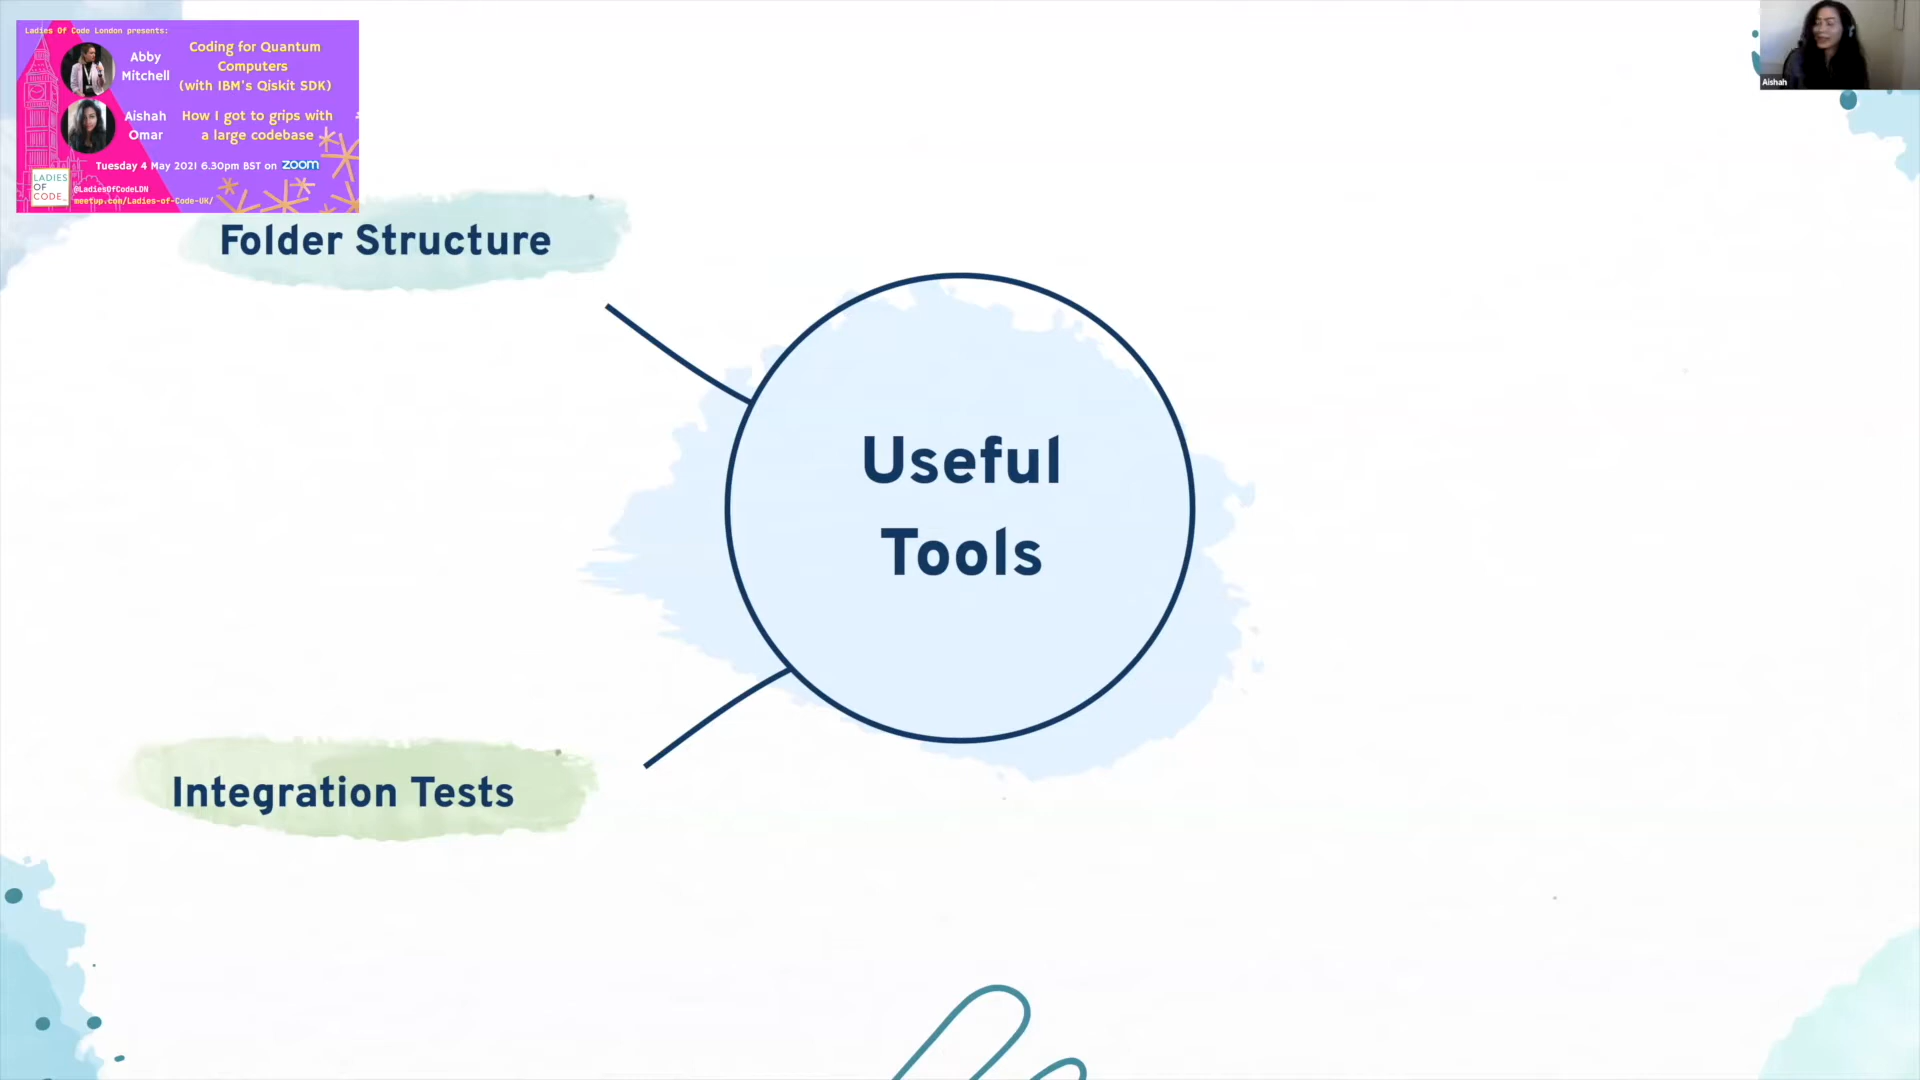 Ladies Of Code London presents:
Abby
Mitchell
Coding for Quantum
Computers
(with IBM's Qiskit SDK)
Aishah
Omar
How I got to grips with
a large codebase
Tuesday 4 May 2021 6.30pm BST on zoom
LADIES
OF
CODE_
@LadiesOfCodeLDN
meetup.com/Ladies-of-Code-UK/
Aishah
Folder Structure
Useful
Tools
Integration Tests